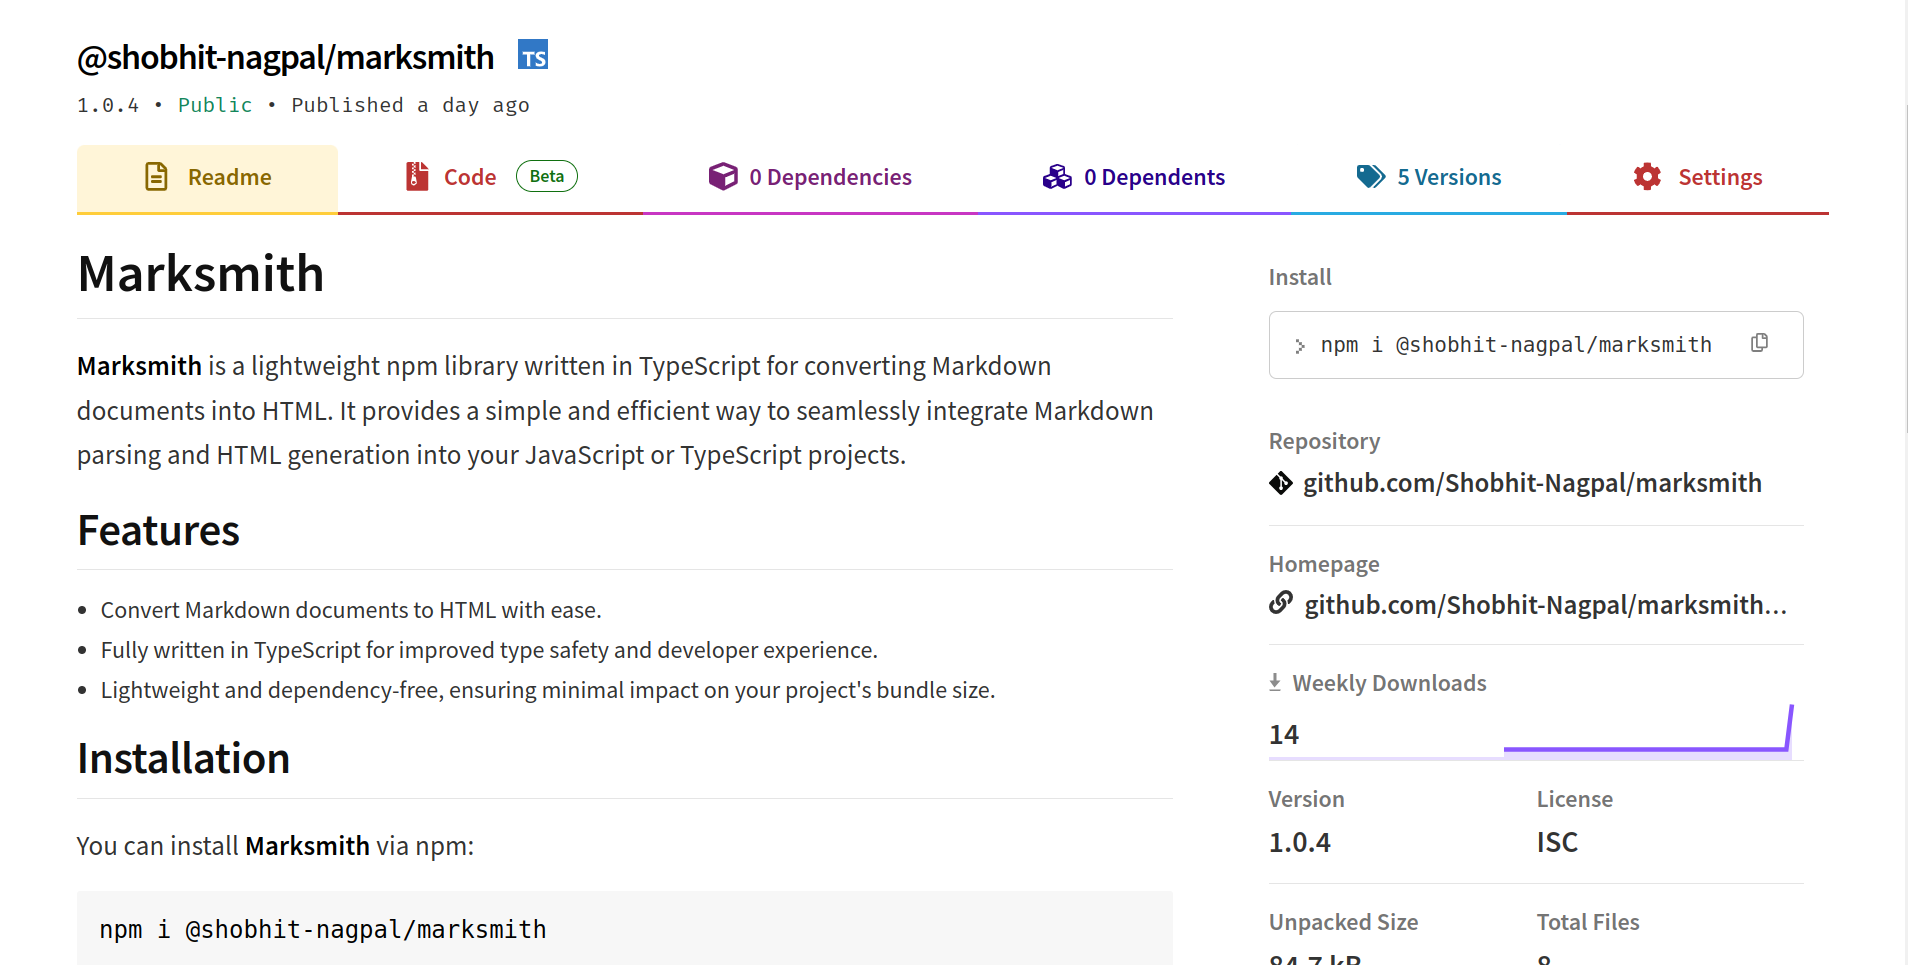 @shobhit-nagpal/marksmith TS
1.0.4 • Public • Published a day ago
Readme
Code Beta
0 Dependencies
0 Dependents
5 Versions
Settings
Marksmith
Marksmith is a lightweight npm library written in TypeScript for converting Markdown
documents into HTML. It provides a simple and efficient way to seamlessly integrate Markdown
parsing and HTML generation into your JavaScript or TypeScript projects.
Features
• Convert Markdown documents to HTML with ease.
• Fully written in TypeScript for improved type safety and developer experience.
• Lightweight and dependency-free, ensuring minimal impact on your project's bundle size.
Installation
You can install Marksmith via npm:
npm i @shobhit-nagpal/marksmith
Install
npm i @shobhit-nagpal/marksmith
Repository
github.com/Shobhit-Nagpal/marksmith
Homepage
github.com/Shobhit-Nagpal/marksmith...
Weekly Downloads
14
Version
1.0.4
License
ISC
Unpacked Size
84.7 kB
Total Files
8